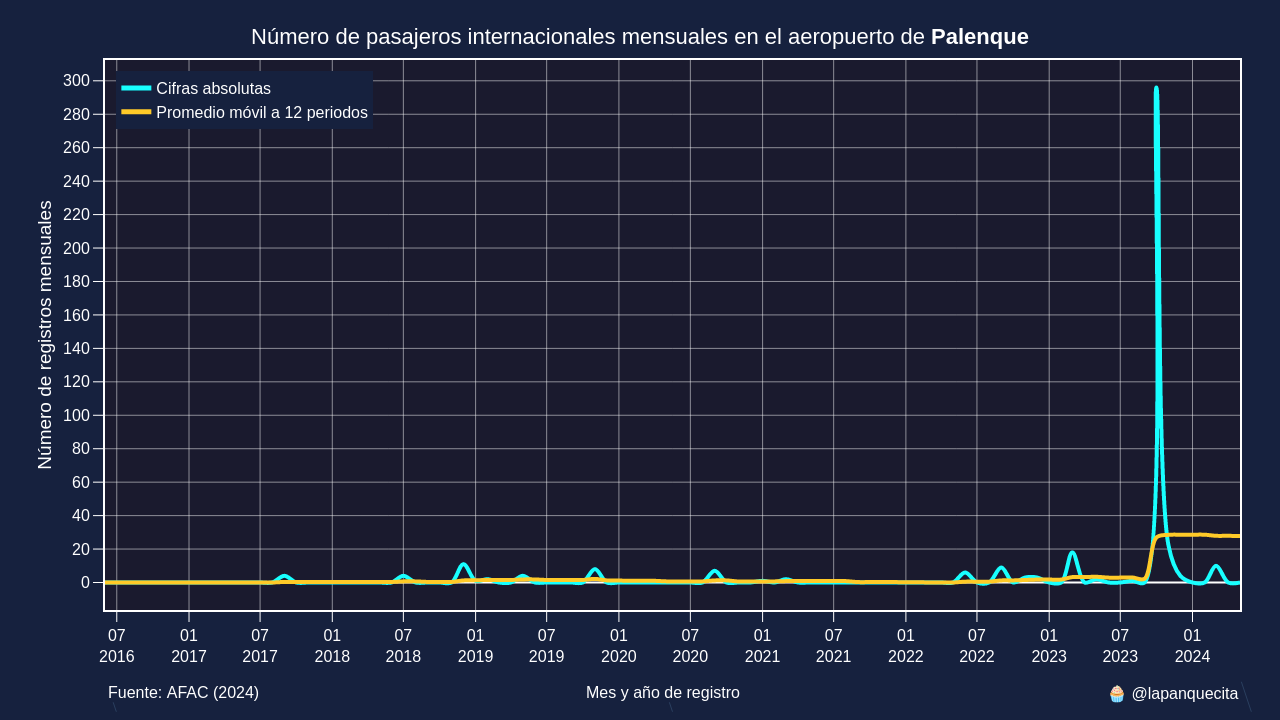 Número de pasajeros internacionales mensuales en el aeropuerto de Palenque
Cifras absolutas
Promedio móvil a 12 periodos
Número de registros mensuales
300
280
260
240
220
200
180
160
140
120
100
80
60
40
20
0
07 01 07 01 07 01 07 01 07 01 07 01 07 01 07 01
2016 2017 2017 2018 2018 2019 2019 2020 2020 2021 2021 2022 2022 2023 2023 2024
Fuente: AFAC (2024)
Mes y año de registro
🧁 @lapanquecita